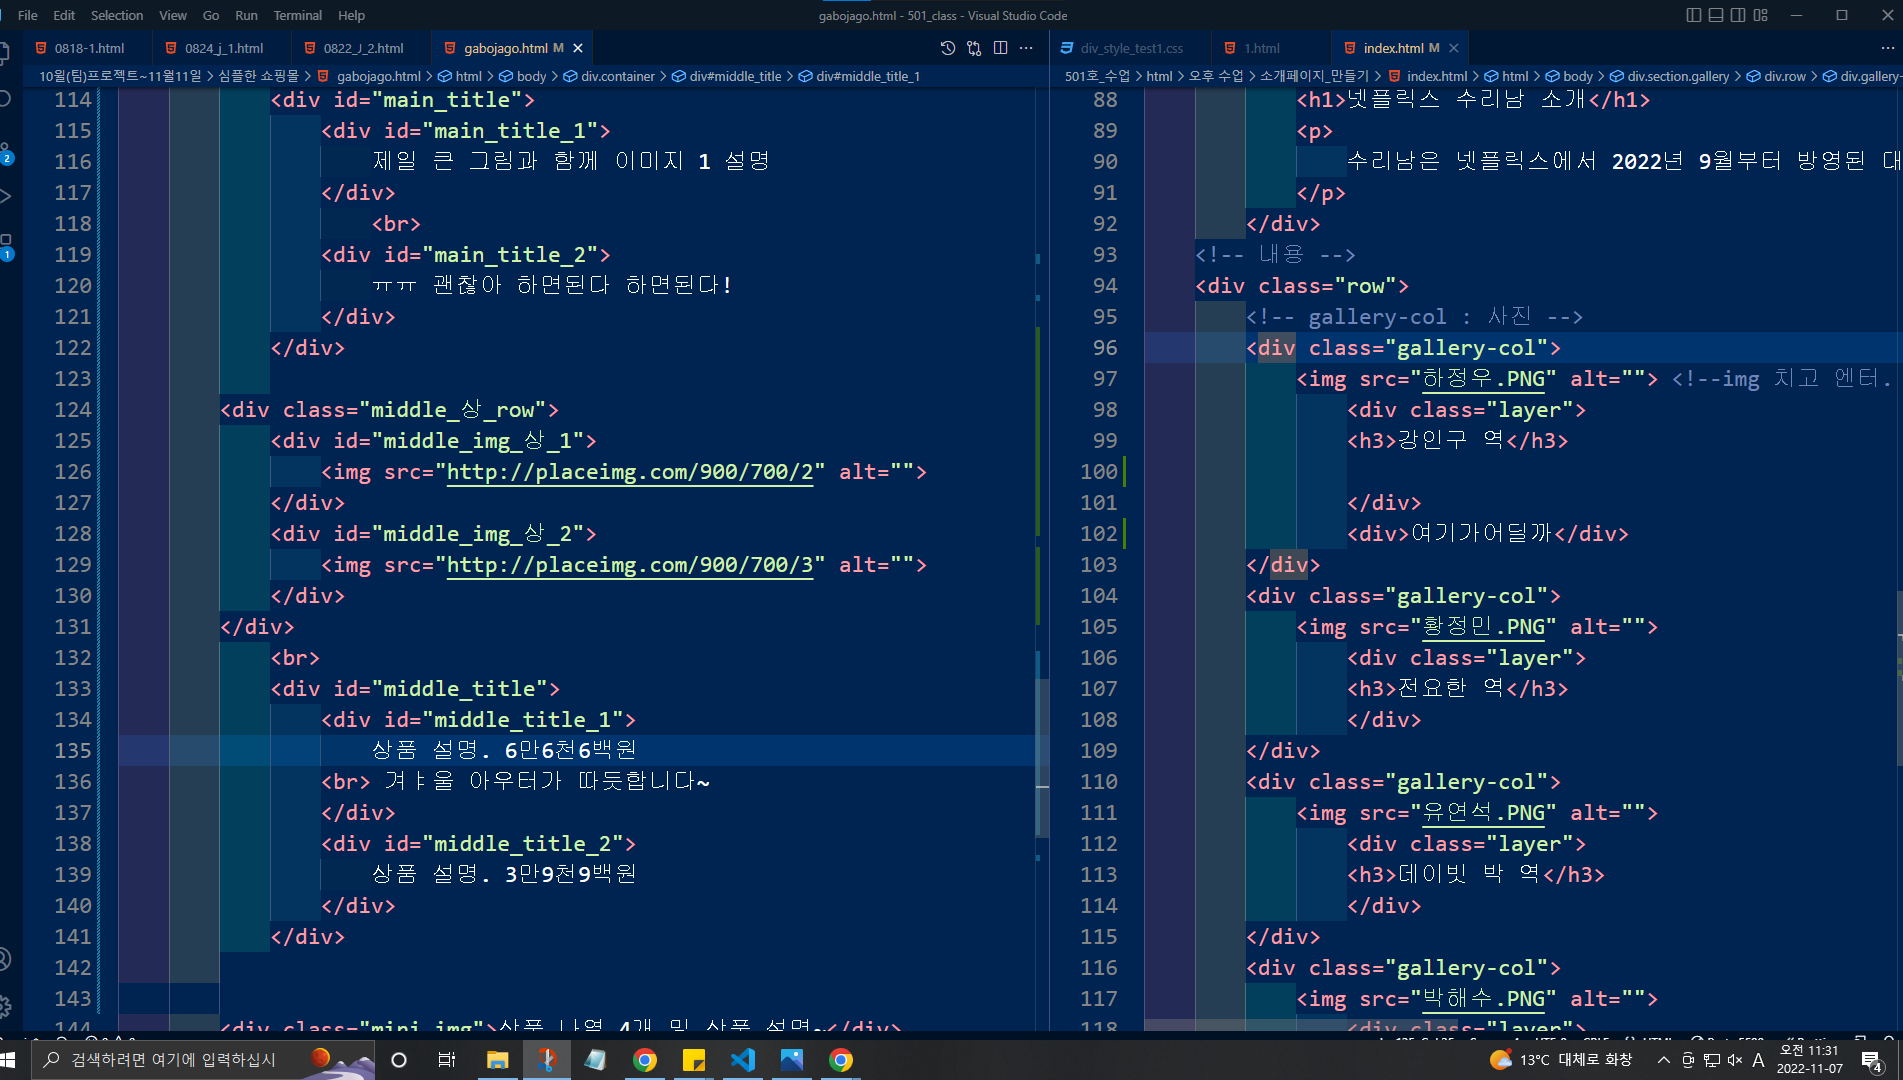 File Edit Selection View Go Run Terminal Help
gabojago.html - 501_class - Visual Studio Code
0818-1.html 0824_j_1.html 0822_J_2.html gabojago.html M
10월(팀)프로젝트~11월11일 > 심플한 쇼핑몰 > gabojago.html > html > body > div.container > div#middle_title > div#middle_title_1
114 <div id="main_title">
115 <div id="main_title_1">
116 제일 큰 그림과 함께 이미지 1 설명
117 </div>
118 <br>
119 <div id="main_title_2">
120 ㅠㅠ 괜찮아 하면된다 하면된다!
121 </div>
122 </div>
123
124 <div class="middle_상_row">
125 <div id="middle_img_상_1">
126 <img src="http://placeimg.com/900/700/2" alt="">
127 </div>
128 <div id="middle_img_상_2">
129 <img src="http://placeimg.com/900/700/3" alt="">
130 </div>
131 </div>
132 <br>
133 <div id="middle_title">
134 <div id="middle_title_1">
135 상품 설명. 6만6천6백원
136 <br> 겨ㅑ울 아우터가 따듯합니다~
137 </div>
138 <div id="middle_title_2">
139 상품 설명. 3만9천9백원
140 </div>
141 </div>
142
143
144 <div class="mini_img">상품 나열 4개 및 상품 설명~</div>
div_style_test1.css 1.html index.html M
501호_수업 > html > 오후 수업 > 소개페이지_만들기 > index.html > html > body > div.section.gallery > div.row > div.gallery-
88 <h1>넷플릭스 수리남 소개</h1>
89 <p>
90 수리남은 넷플릭스에서 2022년 9월부터 방영된 대
91 </p>
92 </div>
93 <!-- 내용 -->
94 <div class="row">
95 <!-- gallery-col : 사진 -->
96 <div class="gallery-col">
97 <img src="하정우.PNG" alt=""> <!--img 치고 엔터.
98 <div class="layer">
99 <h3>강인구 역</h3>
100
101 </div>
102 <div>여기가어딜까</div>
103 </div>
104 <div class="gallery-col">
105 <img src="황정민.PNG" alt="">
106 <div class="layer">
107 <h3>전요한 역</h3>
108 </div>
109 </div>
110 <div class="gallery-col">
111 <img src="유연석.PNG" alt="">
112 <div class="layer">
113 <h3>데이빗 박 역</h3>
114 </div>
115 </div>
116 <div class="gallery-col">
117 <img src="박해수.PNG" alt="">
118 <div class="layer">
2
1
검색하려면 여기에 입력하십시
13°C 대체로 화창
A
오전 11:31
2022-11-07
4